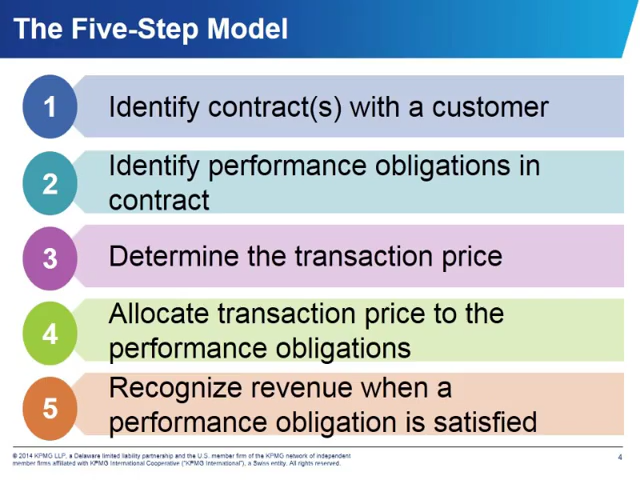 The Five-Step Model
1
Identify contract(s) with a customer
2
Identify performance obligations in
contract
3
Determine the transaction price
4
Allocate transaction price to the
performance obligations
5
Recognize revenue when a
performance obligation is satisfied
© 2014 KPMG LLP, a Delaware limited liability partnership and the U.S. member firm of the KPMG network of independent
member firms affiliated with KPMG International Cooperative ("KPMG International"), a Swiss entity. All rights reserved.
4